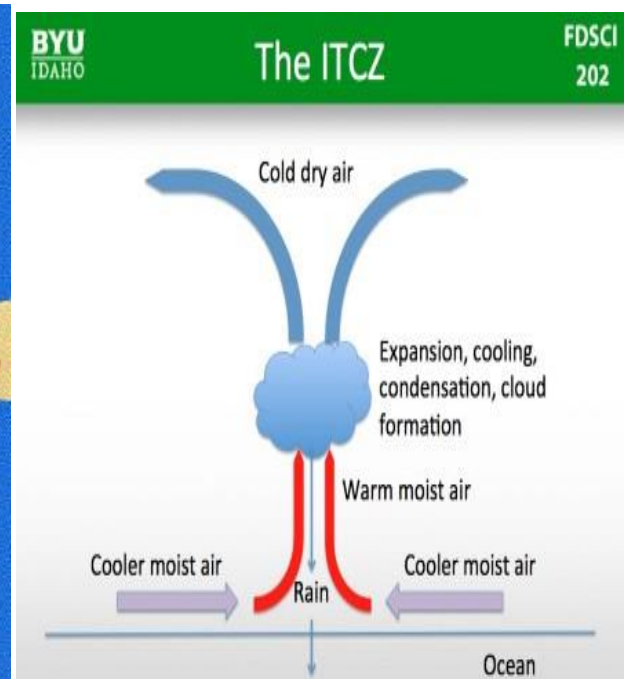 BYU
IDAHO
The ITCZ
FDSCI
202
Cold dry air
Expansion, cooling,
condensation, cloud
formation
Warm moist air
Cooler moist air
Rain
Cooler moist air
Ocean